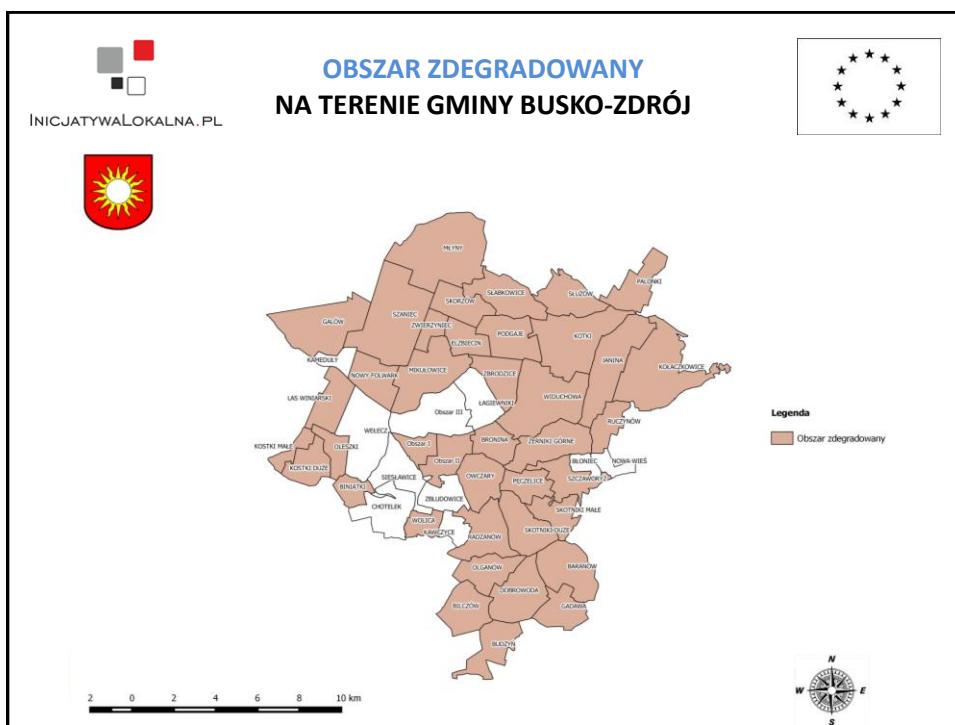 OBSZAR ZDEGRADOWANY
NA TERENIE GMINY BUSKO-ZDRÓJ
INICJATYWALOKALNA.PL
MŁYNY
PALONKI
SŁABKOWICE
SŁUŻÓW
SKORZÓW
SZANIEC
GALÓW
ZWIERZYNIEC
PODGAJE
KOTKI
ELŻBIECIN
KAMEDUŁY
JANINA
KOŁACZKOWICE
NOWY FOLWARK
MIKUŁOWICE
ZBRODZICE
LAS WINIARSKI
WIDUCHOWA
ŁAGIEWNIKI
Obszar III
RUCZYNÓW
WEŁECZ
KOSTKI MAŁE
OLESZKI
Obszar I
BRONINA
ŻERNIKI GÓRNE
KOSTKI DUŻE
Obszar II
BŁONIEC
NOWA WIEŚ
SIESŁAWICE
OWCZARY
PĘCZELICE
SZCZAWORYŻ
BINIĄTKI
ZBLUDOWICE
CHOTELEK
SKOTNIKI MAŁE
WOLICA
KAWCZYCE
RADZANÓW
SKOTNIKI DUŻE
OLGANÓW
BARANÓW
DOBROWODA
BILCZÓW
GADAWA
BUDZYŃ
Legenda
Obszar zdegradowany
2 0 2 4 6 8 10 km
N
W E
S